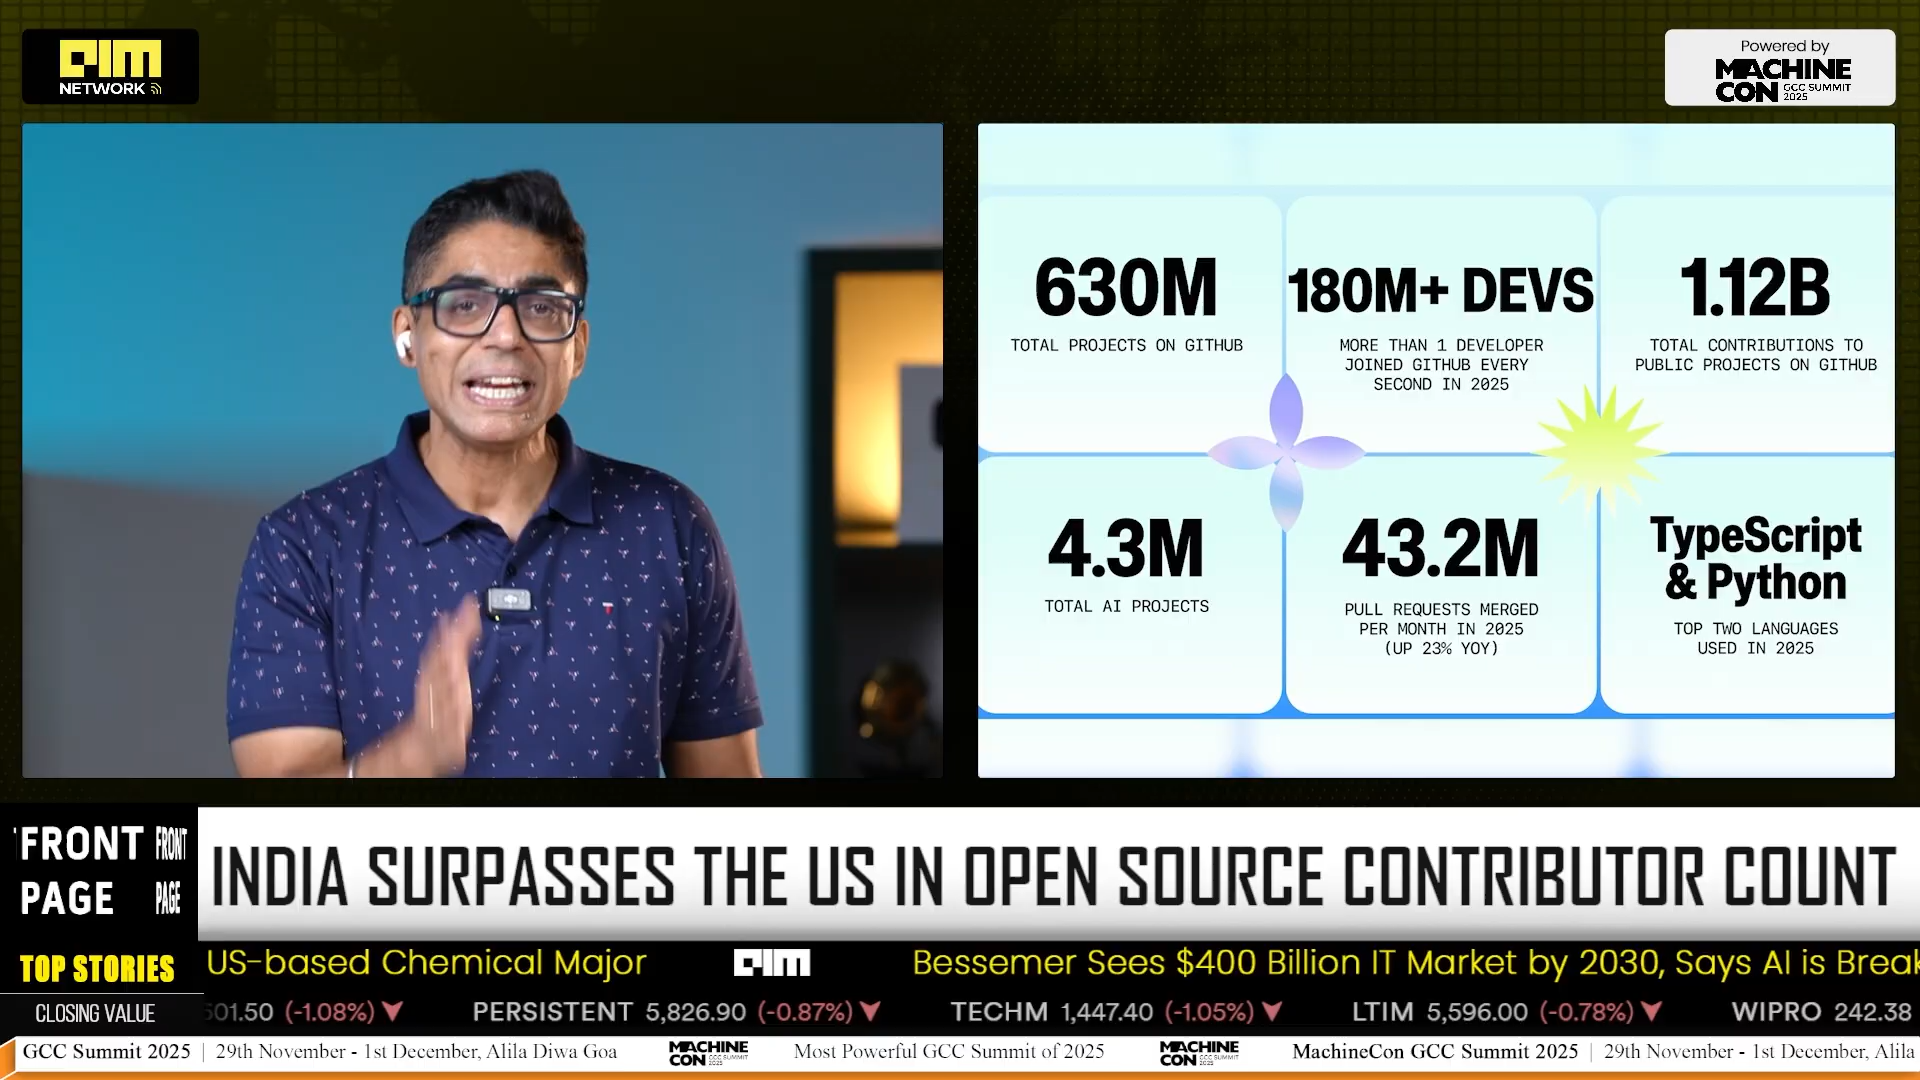 AIM
NETWORK
Powered by
MACHINE
CON GCC SUMMIT
2025
630M
TOTAL PROJECTS ON GITHUB
180M+ DEVS
MORE THAN 1 DEVELOPER
JOINED GITHUB EVERY
SECOND IN 2025
1.12B
TOTAL CONTRIBUTIONS TO
PUBLIC PROJECTS ON GITHUB
4.3M
TOTAL AI PROJECTS
43.2M
PULL REQUESTS MERGED
PER MONTH IN 2025
(UP 23% YOY)
TypeScript
& Python
TOP TWO LANGUAGES
USED IN 2025
FRONT
PAGE
FRONT
PAGE
INDIA SURPASSES THE US IN OPEN SOURCE CONTRIBUTOR COUNT
TOP STORIES
US-based Chemical Major AIM Bessemer Sees $400 Billion IT Market by 2030, Says AI is Break
CLOSING VALUE
501.50 (-1.08%) PERSISTENT 5,826.90 (-0.87%) TECHM 1,447.40 (-1.05%) LTIM 5,596.00 (-0.78%) WIPRO 242.38
GCC Summit 2025 | 29th November - 1st December, Alila Diwa Goa MACHINE CON GCC SUMMIT 2025 Most Powerful GCC Summit of 2025 MACHINE CON GCC SUMMIT 2025 MachineCon GCC Summit 2025 | 29th November - 1st December, Alila